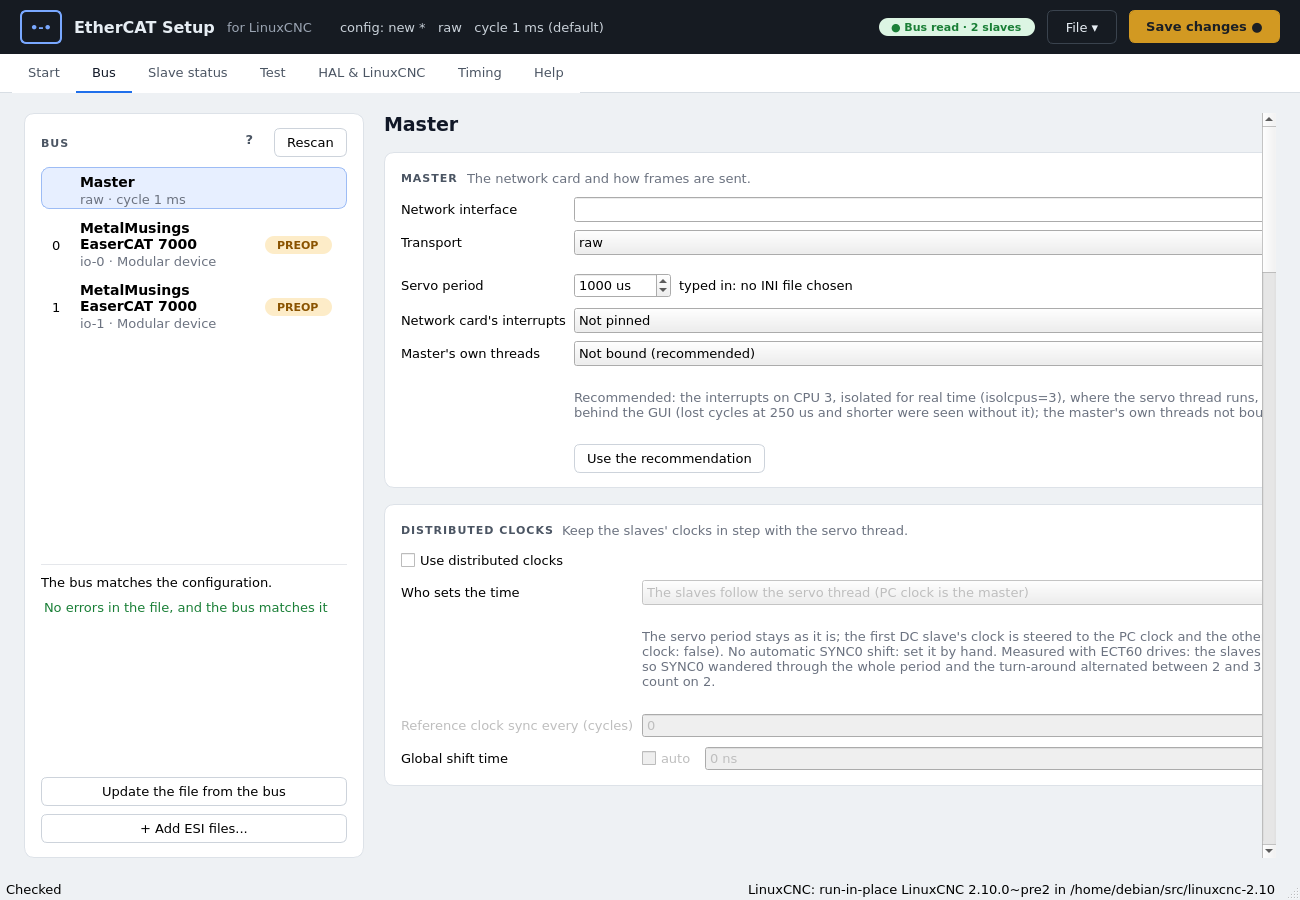 EtherCAT Setup for LinuxCNC config: new * raw cycle 1 ms (default) ● Bus read · 2 slaves File ▾ Save changes ●
Start Bus Slave status Test HAL & LinuxCNC Timing Help
BUS ? Rescan
Master
raw · cycle 1 ms
0 MetalMusings EaserCAT 7000 PREOP
io-0 · Modular device
1 MetalMusings EaserCAT 7000 PREOP
io-1 · Modular device
The bus matches the configuration.
No errors in the file, and the bus matches it
Update the file from the bus
+ Add ESI files...
Master
MASTER The network card and how frames are sent.
Network interface
Transport raw
Servo period 1000 us typed in: no INI file chosen
Network card's interrupts Not pinned
Master's own threads Not bound (recommended)
Recommended: the interrupts on CPU 3, isolated for real time (isolcpus=3), where the servo thread runs,
behind the GUI (lost cycles at 250 us and shorter were seen without it); the master's own threads not bou
Use the recommendation
DISTRIBUTED CLOCKS Keep the slaves' clocks in step with the servo thread.
Use distributed clocks
Who sets the time The slaves follow the servo thread (PC clock is the master)
The servo period stays as it is; the first DC slave's clock is steered to the PC clock and the othe
clock: false). No automatic SYNC0 shift: set it by hand. Measured with ECT60 drives: the slaves
so SYNC0 wandered through the whole period and the turn-around alternated between 2 and 3
count on 2.
Reference clock sync every (cycles) 0
Global shift time auto 0 ns
Checked LinuxCNC: run-in-place LinuxCNC 2.10.0~pre2 in /home/debian/src/linuxcnc-2.10